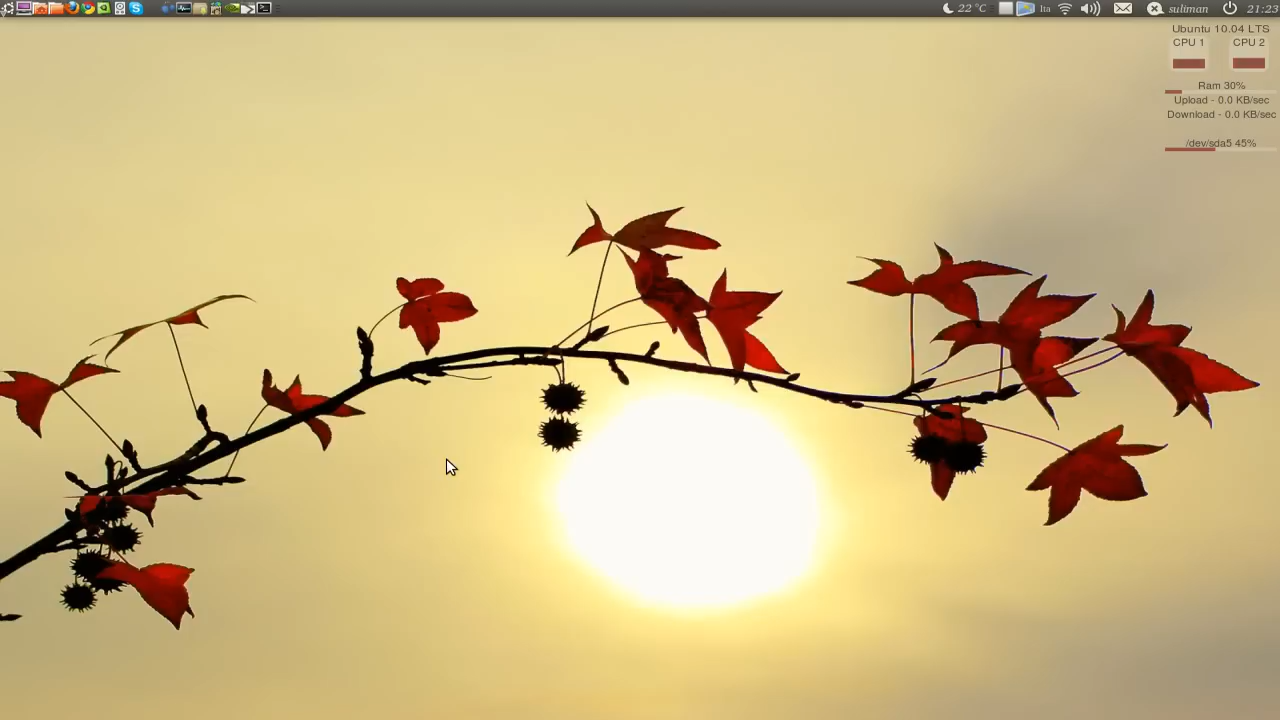 22 °C
Ita
suliman
21:23
Ubuntu 10.04 LTS
CPU 1 CPU 2
Ram 30%
Upload - 0.0 KB/sec
Download - 0.0 KB/sec
/dev/sda5 45%